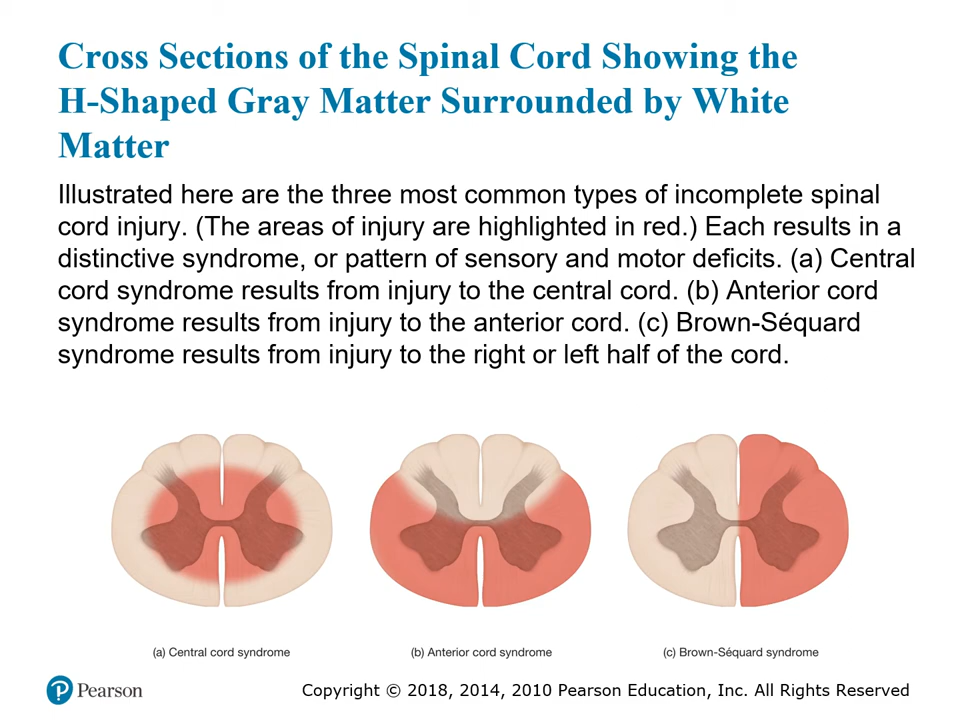 Cross Sections of the Spinal Cord Showing the
H-Shaped Gray Matter Surrounded by White
Matter
Illustrated here are the three most common types of incomplete spinal
cord injury. (The areas of injury are highlighted in red.) Each results in a
distinctive syndrome, or pattern of sensory and motor deficits. (a) Central
cord syndrome results from injury to the central cord. (b) Anterior cord
syndrome results from injury to the anterior cord. (c) Brown-Séquard
syndrome results from injury to the right or left half of the cord.
(a) Central cord syndrome
(b) Anterior cord syndrome
(c) Brown-Séquard syndrome
P Pearson
Copyright © 2018, 2014, 2010 Pearson Education, Inc. All Rights Reserved